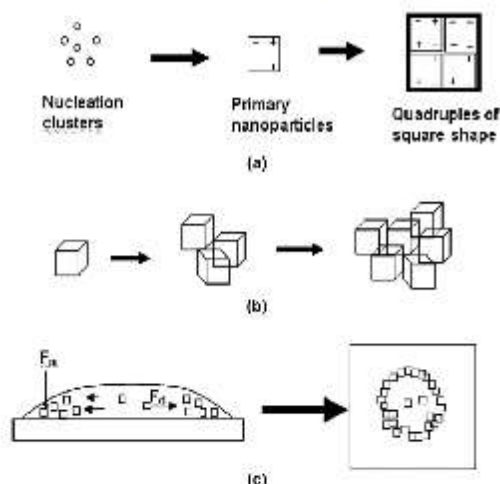 Nucleation
clusters
Primary
nanoparticles
Quadruples of
square shape
(a)
(b)
(c)